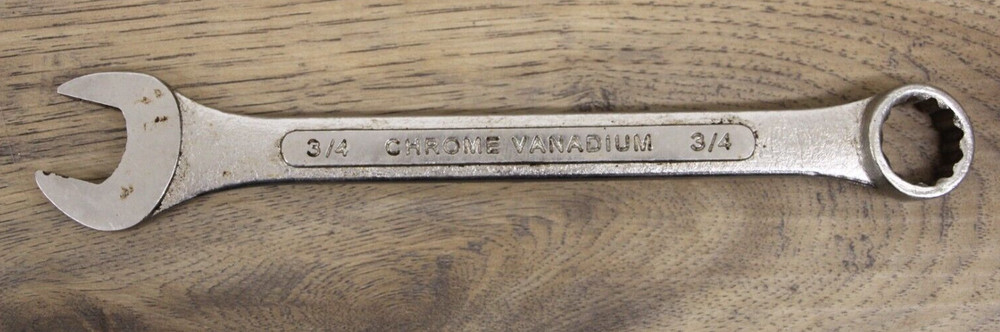 3/4 CHROME VANADIUM 3/4